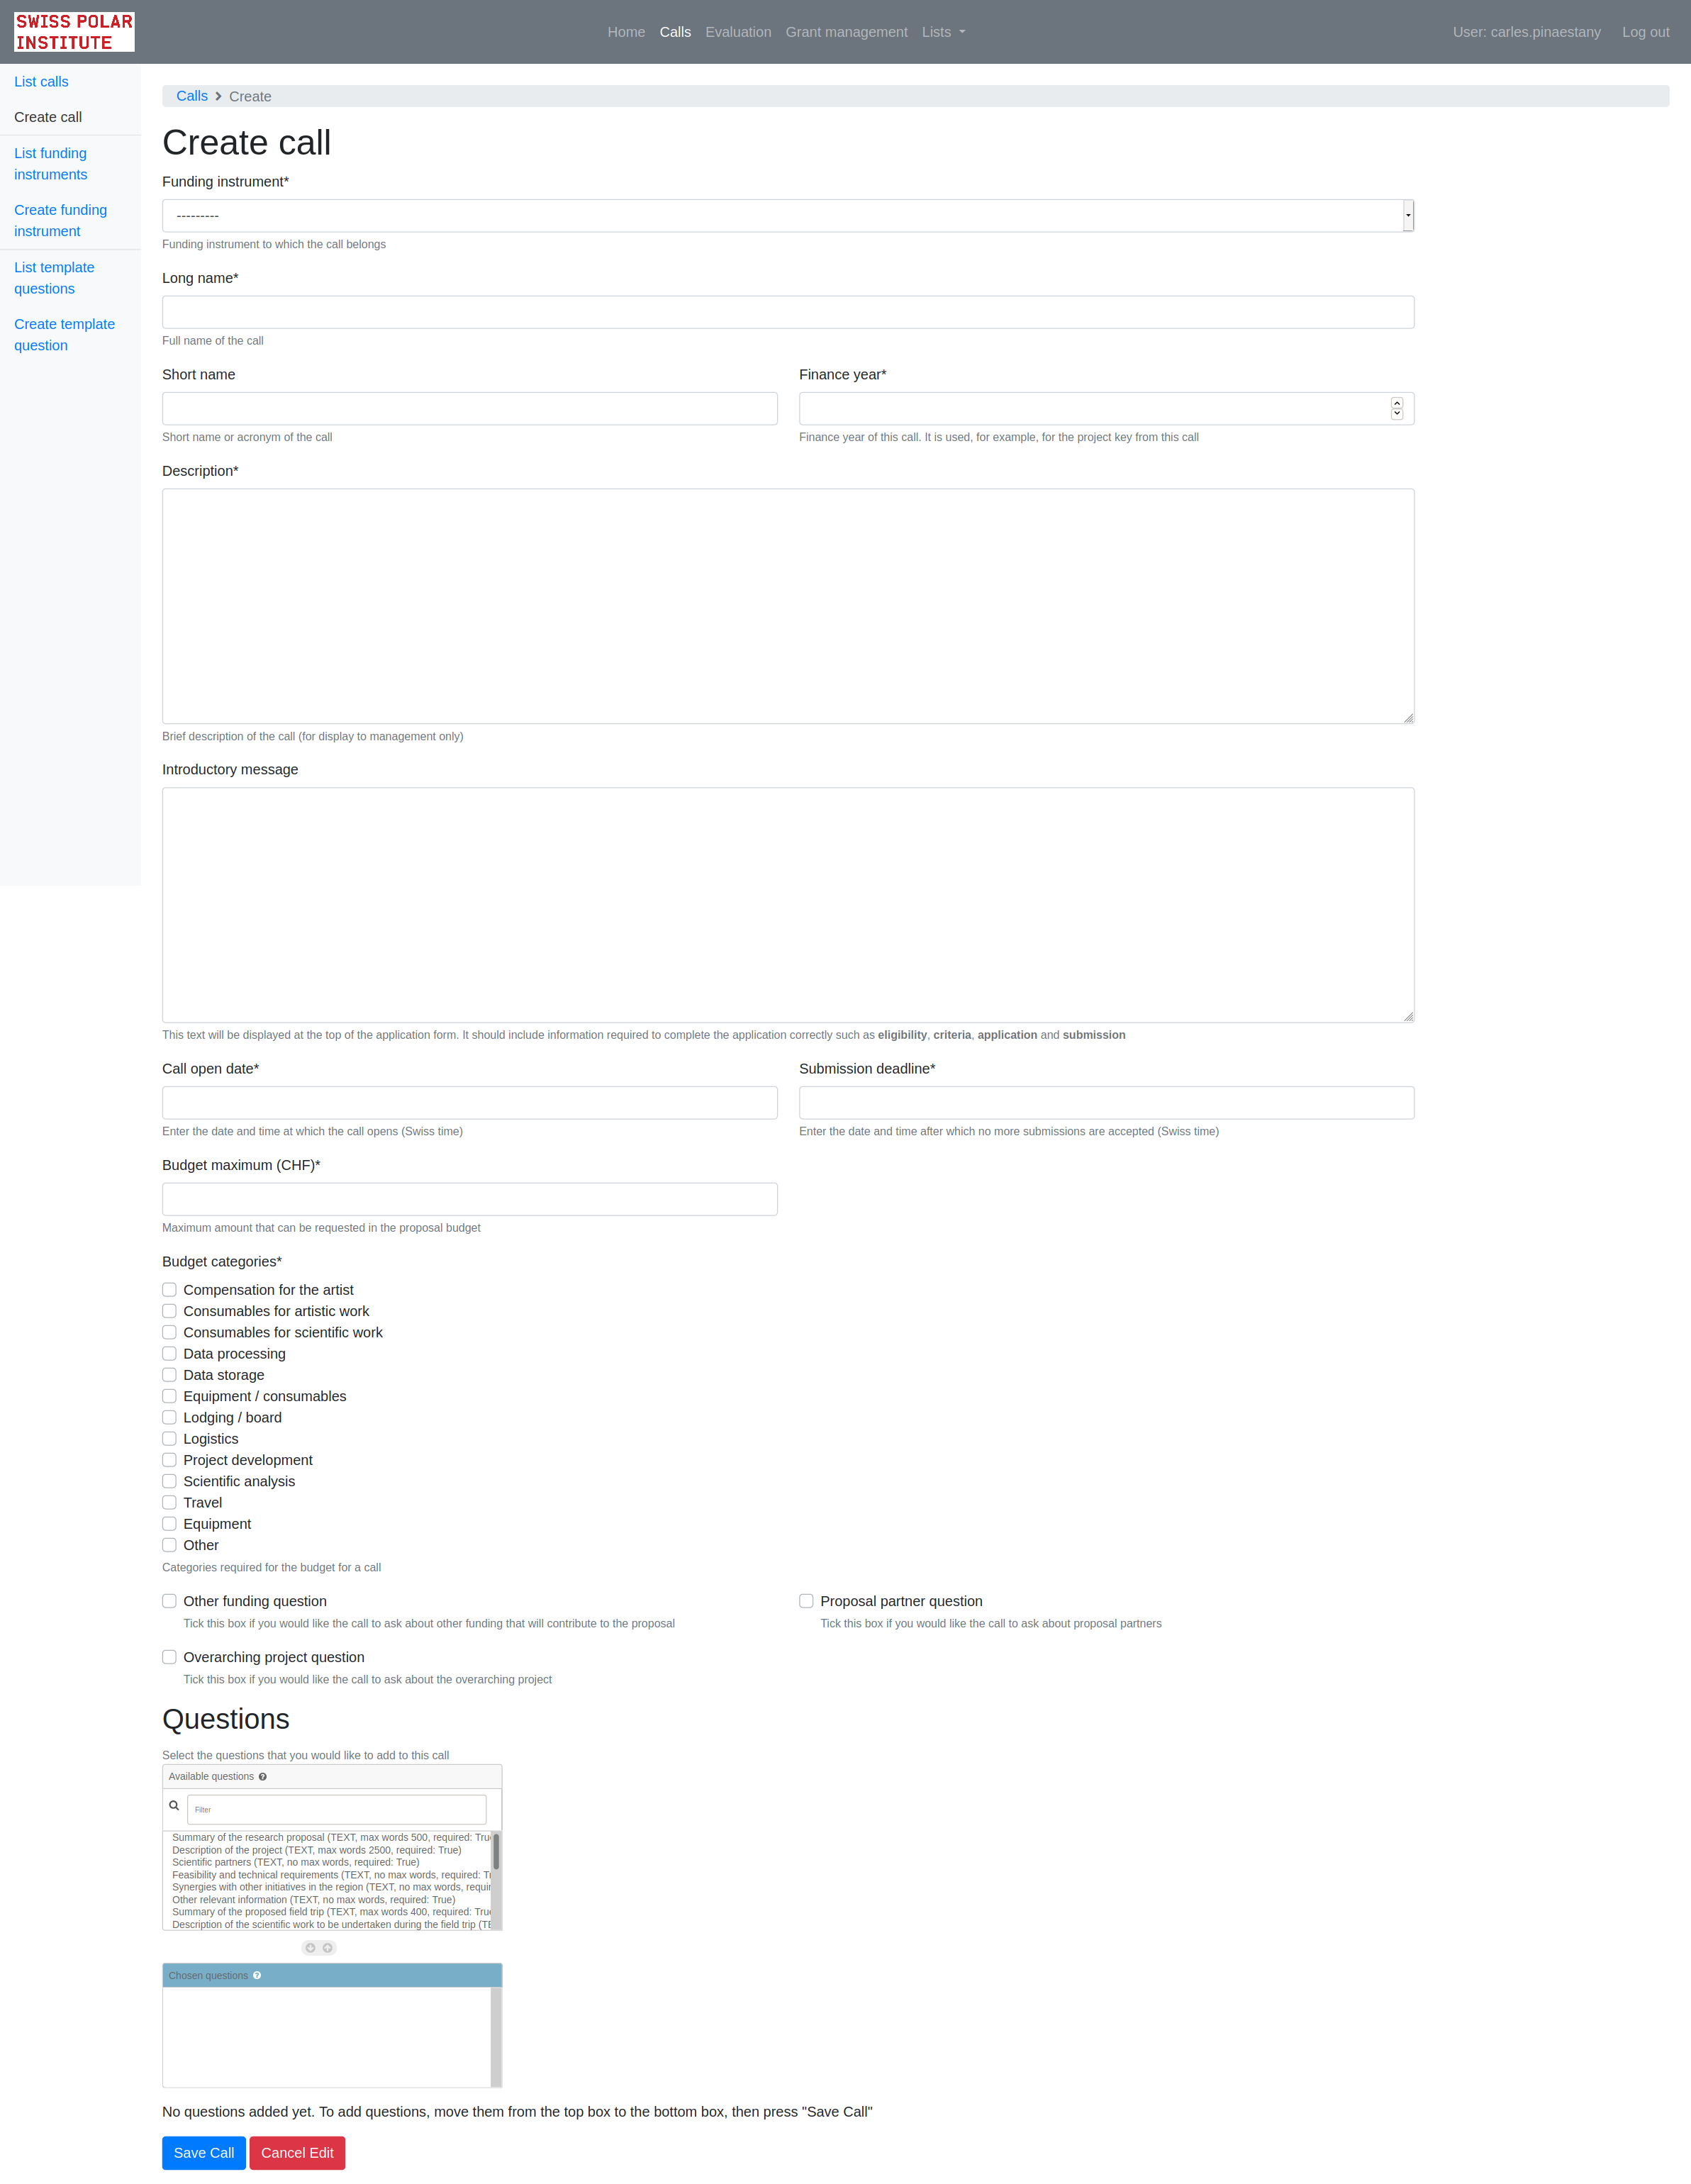 SWISS POLAR
INSTITUTE
Home Calls Evaluation Grant management Lists
User: carles.pinaestany Log out
List calls
Create call
List funding
instruments
Create funding
instrument
List template
questions
Create template
question
Calls Create
Create call
Funding instrument*
---------
Funding instrument to which the call belongs
Long name*
Full name of the call
Short name
Short name or acronym of the call
Finance year*
Finance year of this call. It is used, for example, for the project key from this call
Description*
Brief description of the call (for display to management only)
Introductory message
This text will be displayed at the top of the application form. It should include information required to complete the application correctly such as eligibility, criteria, application and submission
Call open date*
Enter the date and time at which the call opens (Swiss time)
Submission deadline*
Enter the date and time after which no more submissions are accepted (Swiss time)
Budget maximum (CHF)*
Maximum amount that can be requested in the proposal budget
Budget categories*
Compensation for the artist
Consumables for artistic work
Consumables for scientific work
Data processing
Data storage
Equipment / consumables
Lodging / board
Logistics
Project development
Scientific analysis
Travel
Equipment
Other
Categories required for the budget for a call
Other funding question
Tick this box if you would like the call to ask about other funding that will contribute to the proposal
Proposal partner question
Tick this box if you would like the call to ask about proposal partners
Overarching project question
Tick this box if you would like the call to ask about the overarching project
Questions
Select the questions that you would like to add to this call
Available questions
Filter
Summary of the research proposal (TEXT, max words 500, required: Tru
Description of the project (TEXT, max words 2500, required: True)
Scientific partners (TEXT, no max words, required: True)
Feasibility and technical requirements (TEXT, no max words, required: Tr
Synergies with other initiatives in the region (TEXT, no max words, requir
Other relevant information (TEXT, no max words, required: True)
Summary of the proposed field trip (TEXT, max words 400, required: Tru
Description of the scientific work to be undertaken during the field trip (TE
Chosen questions
No questions added yet. To add questions, move them from the top box to the bottom box, then press "Save Call"
Save Call Cancel Edit